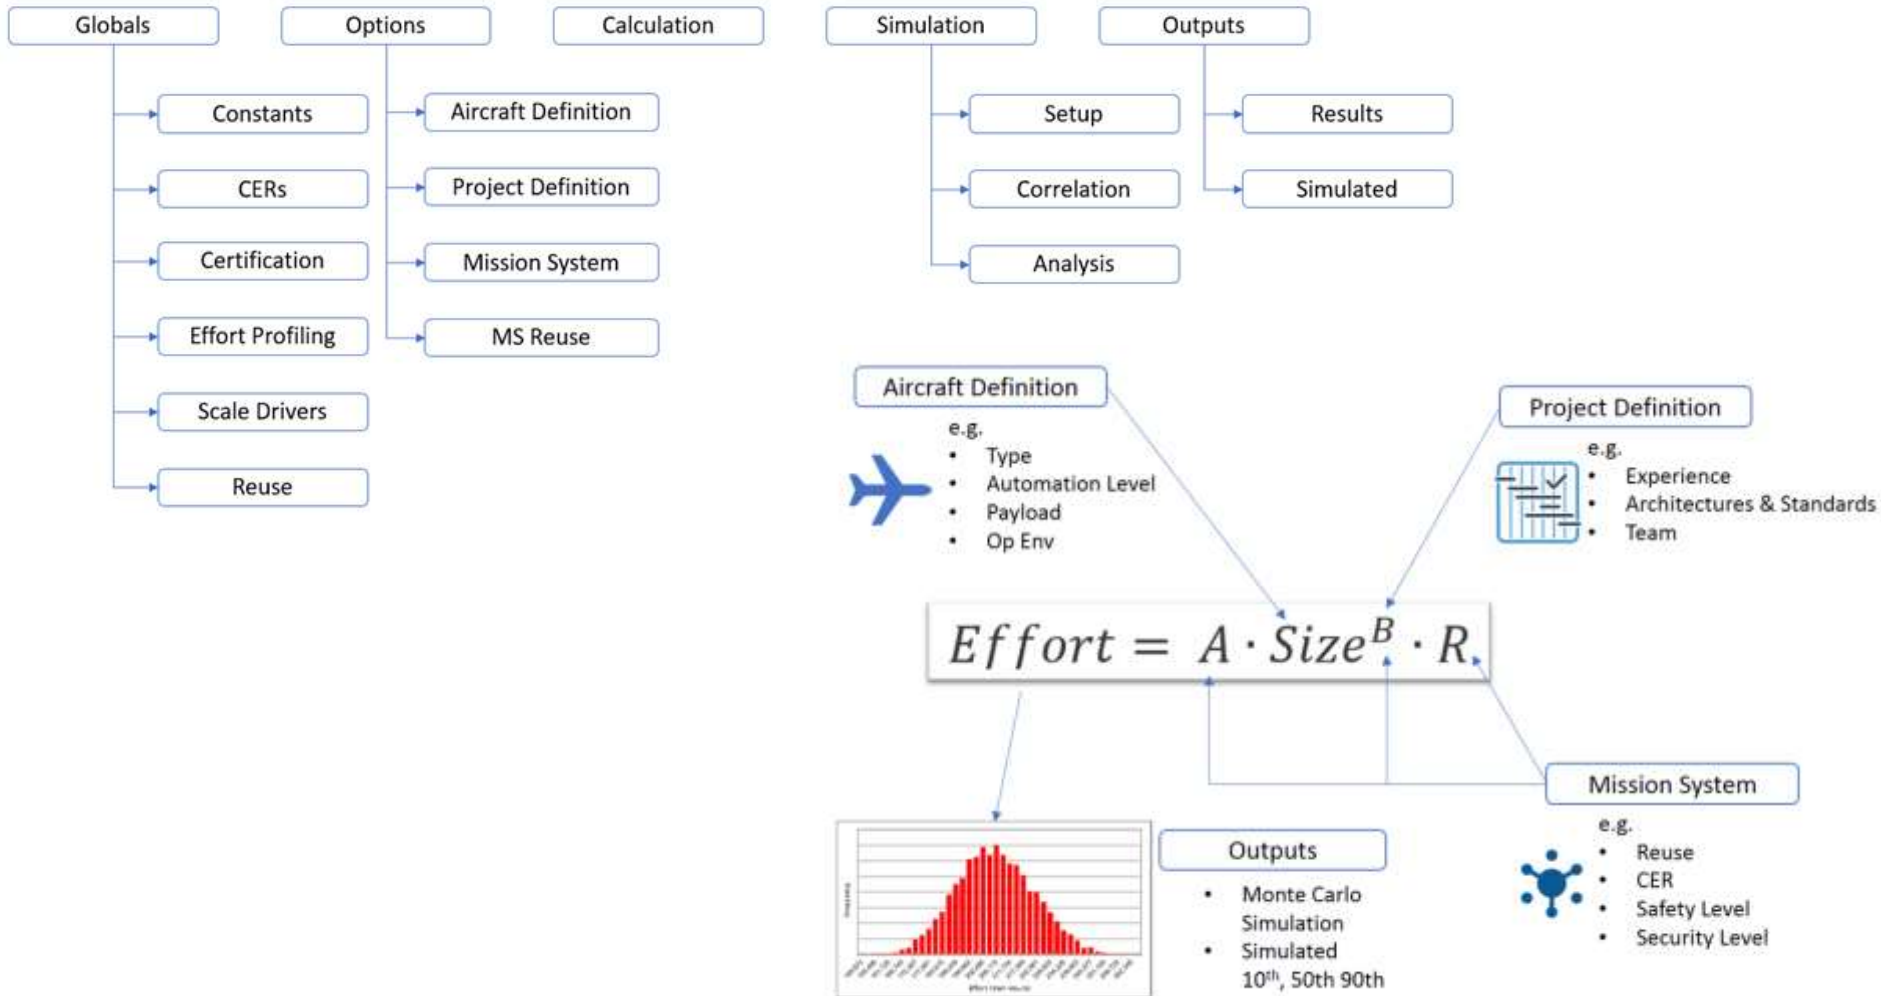 Globals
Options
Calculation
Simulation
Outputs
Constants
CERs
Certification
Effort Profiling
Scale Drivers
Reuse
Aircraft Definition
Project Definition
Mission System
MS Reuse
Setup
Correlation
Analysis
Results
Simulated
Aircraft Definition
e.g.
• Type
• Automation Level
• Payload
• Op Env
Project Definition
e.g.
• Experience
• Architectures & Standards
• Team
Effort = A · Size^B · R
Mission System
e.g.
• Reuse
• CER
• Safety Level
• Security Level
Outputs
• Monte Carlo
Simulation
• Simulated
10th, 50th 90th